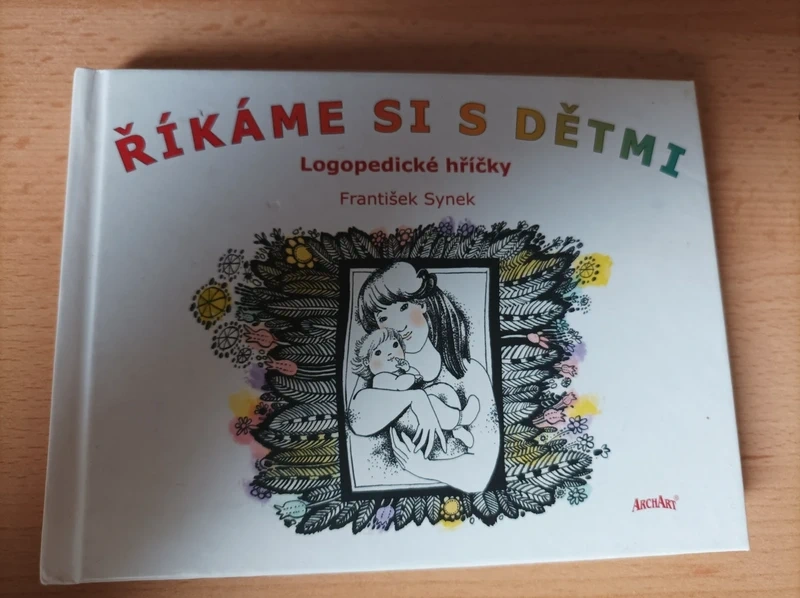 ŘÍKÁME SI S DĚTMI
Logopedické hříčky
František Synek
ARCHART®